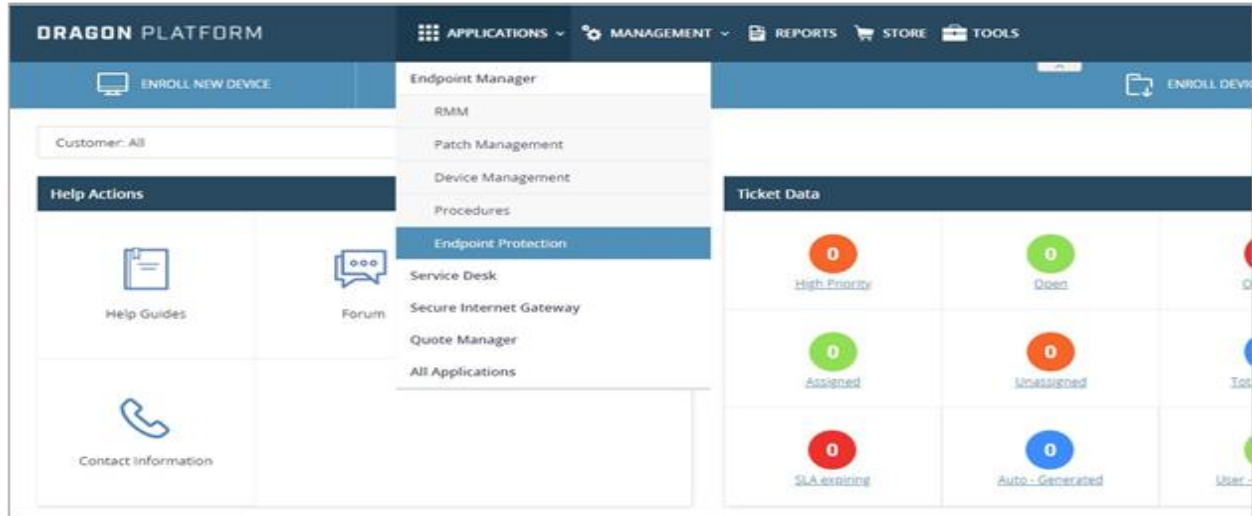 DRAGON PLATFORM
APPLICATIONS
MANAGEMENT
REPORTS
STORE
TOOLS
ENROLL NEW DEVICE
ENROLL
Customer: All
Endpoint Manager
RMM
Patch Management
Device Management
Procedures
Endpoint Protection
Service Desk
Secure Internet Gateway
Quote Manager
All Applications
Help Actions
Help Guides
Forum
Contact Information
Ticket Data
0
High Priority
0
Open
0
Assigned
0
Unassigned
0
SLA expiring
0
Auto - Generated